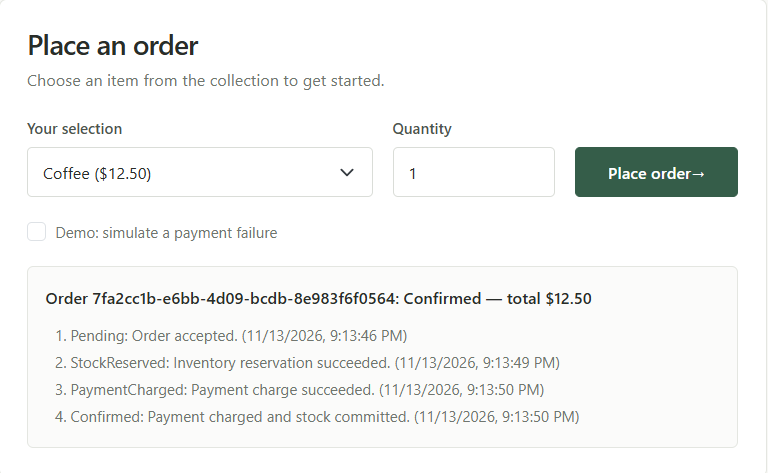 Place an order
Choose an item from the collection to get started.
Your selection
Quantity
Coffee ($12.50)
1
Place order→
Demo: simulate a payment failure
Order 7fa2cc1b-e6bb-4d09-bcdb-8e983f6f0564: Confirmed — total $12.50
1. Pending: Order accepted. (11/13/2026, 9:13:46 PM)
2. StockReserved: Inventory reservation succeeded. (11/13/2026, 9:13:49 PM)
3. PaymentCharged: Payment charge succeeded. (11/13/2026, 9:13:50 PM)
4. Confirmed: Payment charged and stock committed. (11/13/2026, 9:13:50 PM)